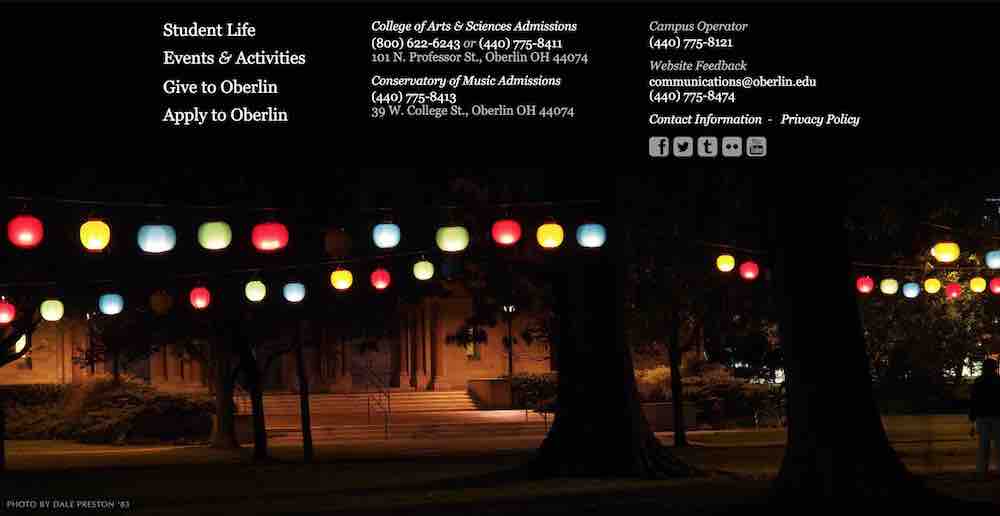 Student Life
Events & Activities
Give to Oberlin
Apply to Oberlin
College of Arts & Sciences Admissions
(800) 622-6243 or (440) 775-8411
101 N. Professor St., Oberlin OH 44074
Conservatory of Music Admissions
(440) 775-8413
39 W. College St., Oberlin OH 44074
Campus Operator
(440) 775-8121
Website Feedback
communications@oberlin.edu
(440) 775-8474
Contact Information - Privacy Policy
PHOTO BY DALE PRESTON '83